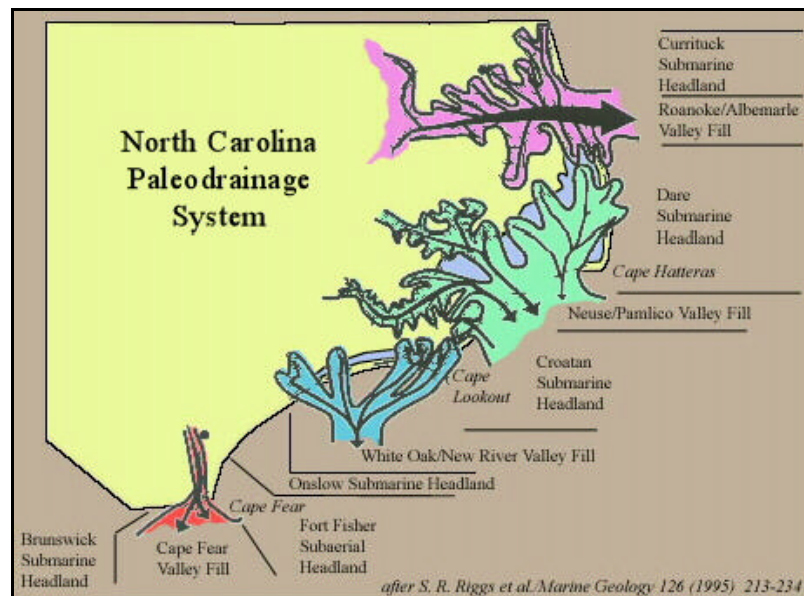 North Carolina
Paleodrainage
System
Currituck
Submarine
Headland
Roanoke/Albemarle
Valley Fill
Dare
Submarine
Headland
Cape Hatteras
Neuse/Pamlico Valley Fill
Cape
Lookout
Croatan
Submarine
Headland
White Oak/New River Valley Fill
Onslow Submarine Headland
Cape Fear
Brunswick
Submarine
Headland
Cape Fear
Valley Fill
Fort Fisher
Subaerial
Headland
after S. R. Riggs et al./Marine Geology 126 (1995) 213-234